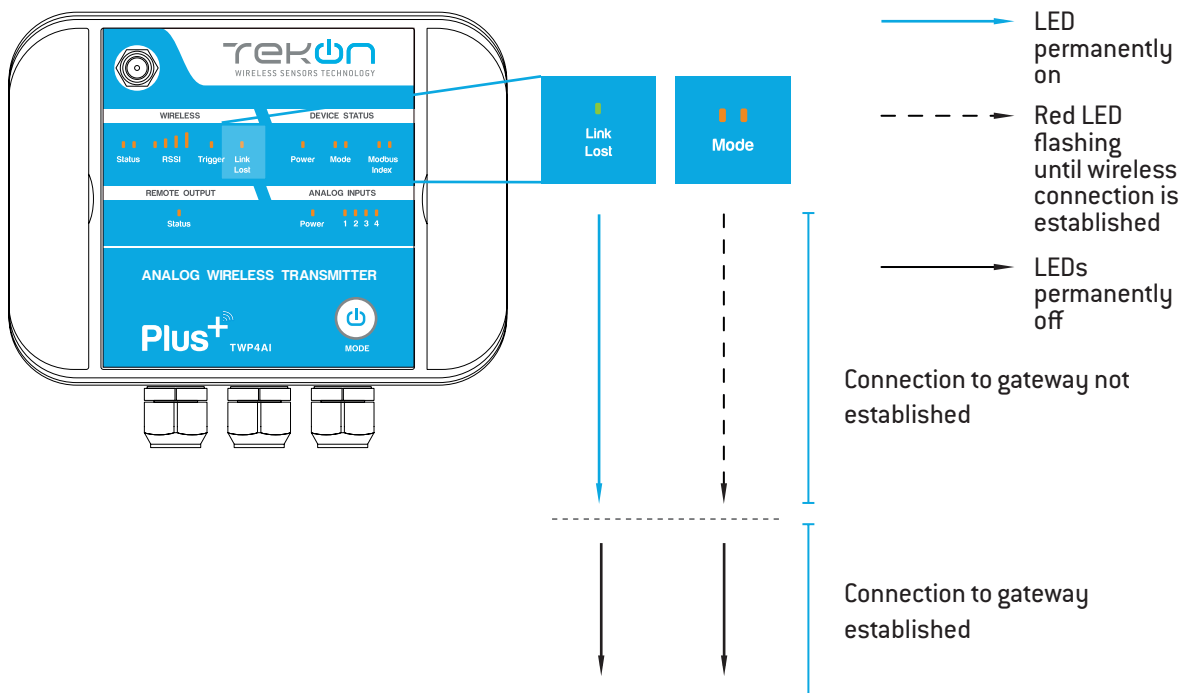 TEKON
WIRELESS SENSORS TECHNOLOGY
WIRELESS
DEVICE STATUS
Status RSSI Trigger Link Lost
Power Mode Modbus Index
REMOTE OUTPUT
ANALOG INPUTS
Status
Power 1 2 3 4
ANALOG WIRELESS TRANSMITTER
Plus+ TWP4AI
MODE
Link
Lost
Mode
LED
permanently
on
Red LED
flashing
until wireless
connection is
established
LEDs
permanently
off
Connection to gateway not
established
Connection to gateway
established